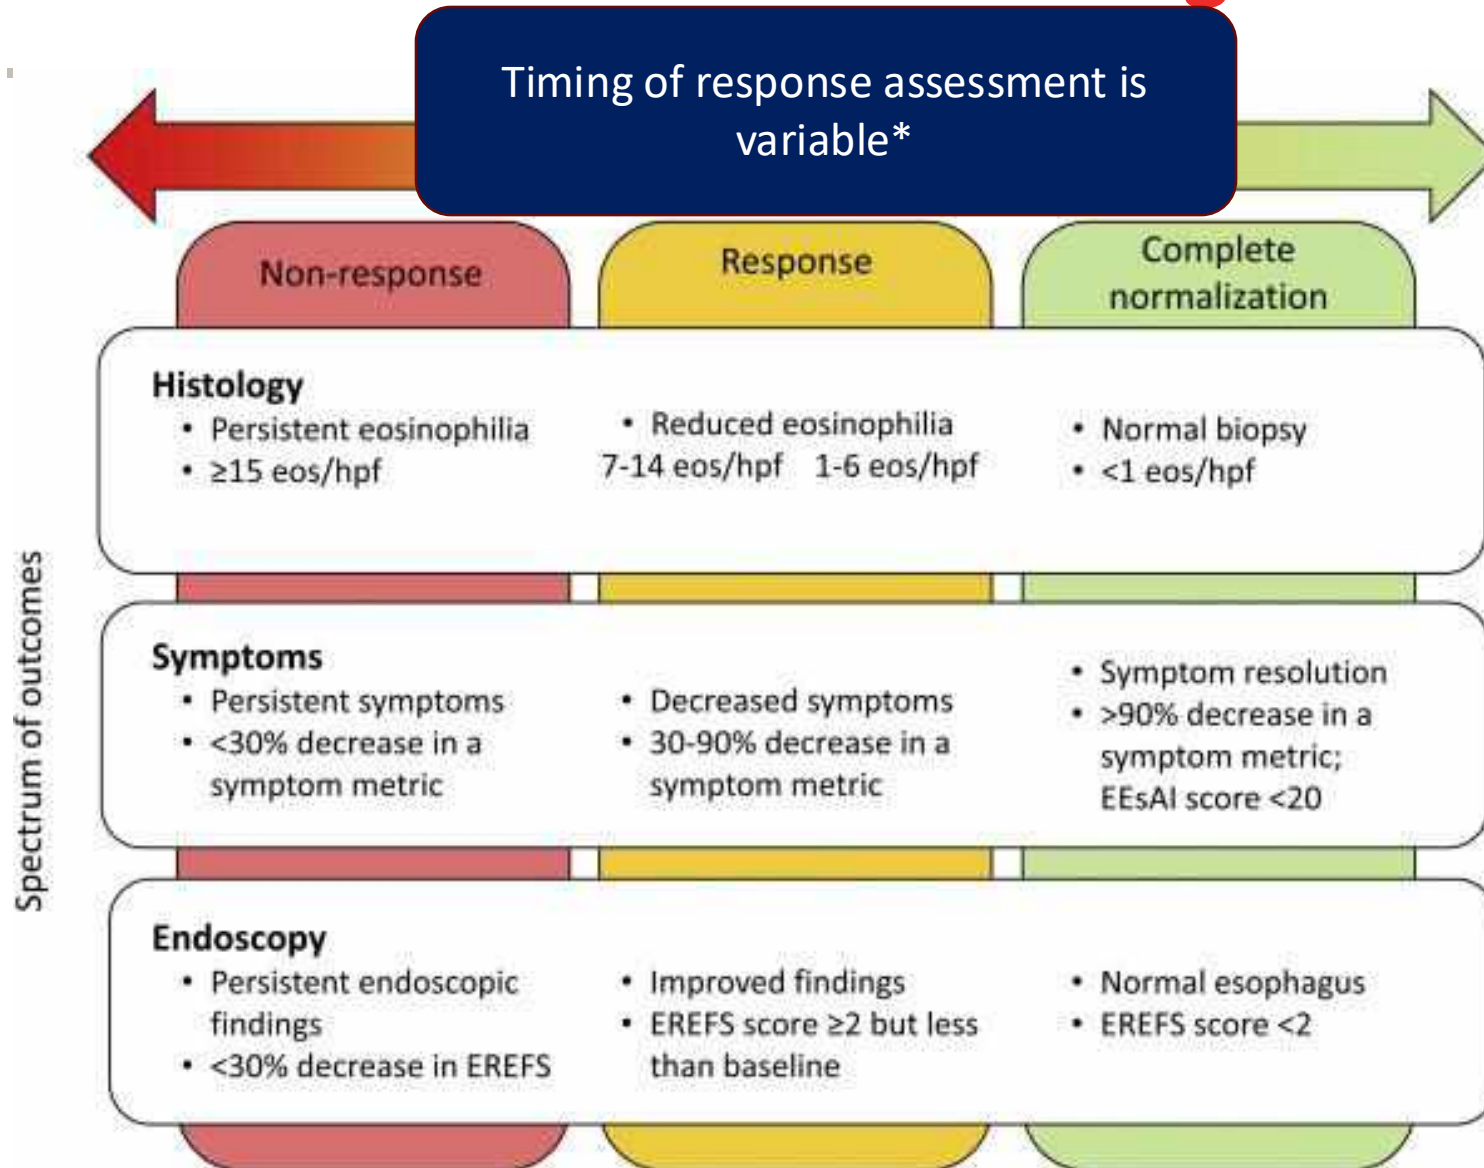 Timing of response assessment is
variable*
Non-response
Response
Complete
normalization
Spectrum of outcomes
Histology
• Persistent eosinophilia
• ≥15 eos/hpf
• Reduced eosinophilia
7-14 eos/hpf 1-6 eos/hpf
• Normal biopsy
• <1 eos/hpf
Symptoms
• Persistent symptoms
• <30% decrease in a
symptom metric
• Decreased symptoms
• 30-90% decrease in a
symptom metric
• Symptom resolution
• >90% decrease in a
symptom metric;
EEsAI score <20
Endoscopy
• Persistent endoscopic
findings
• <30% decrease in EREFS
• Improved findings
• EREFS score ≥2 but less
than baseline
• Normal esophagus
• EREFS score <2